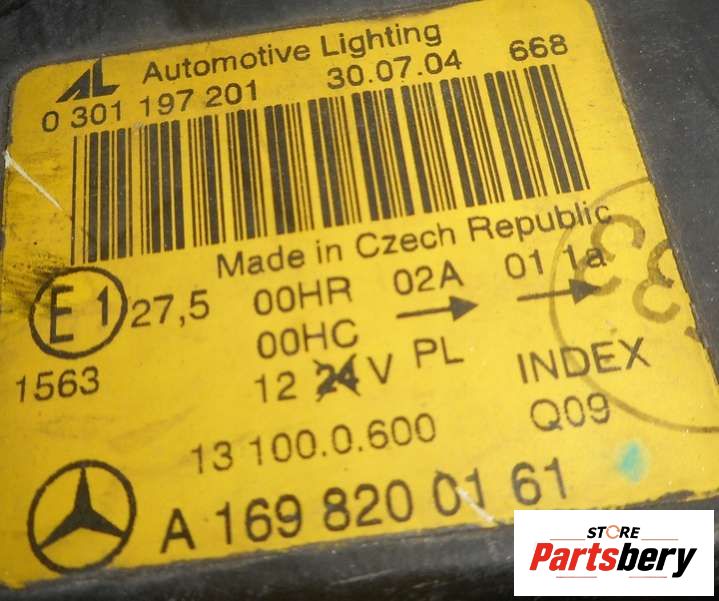 AL Automotive Lighting
0 301 197 201 30.07.04 668
Made in Czech Republic
E1 27,5 00HR 02A 01 1a
00HC
1563 12 24 V PL INDEX
13 100.0.600 Q09
A 169 820 01 61
33
STORE
Partsbery